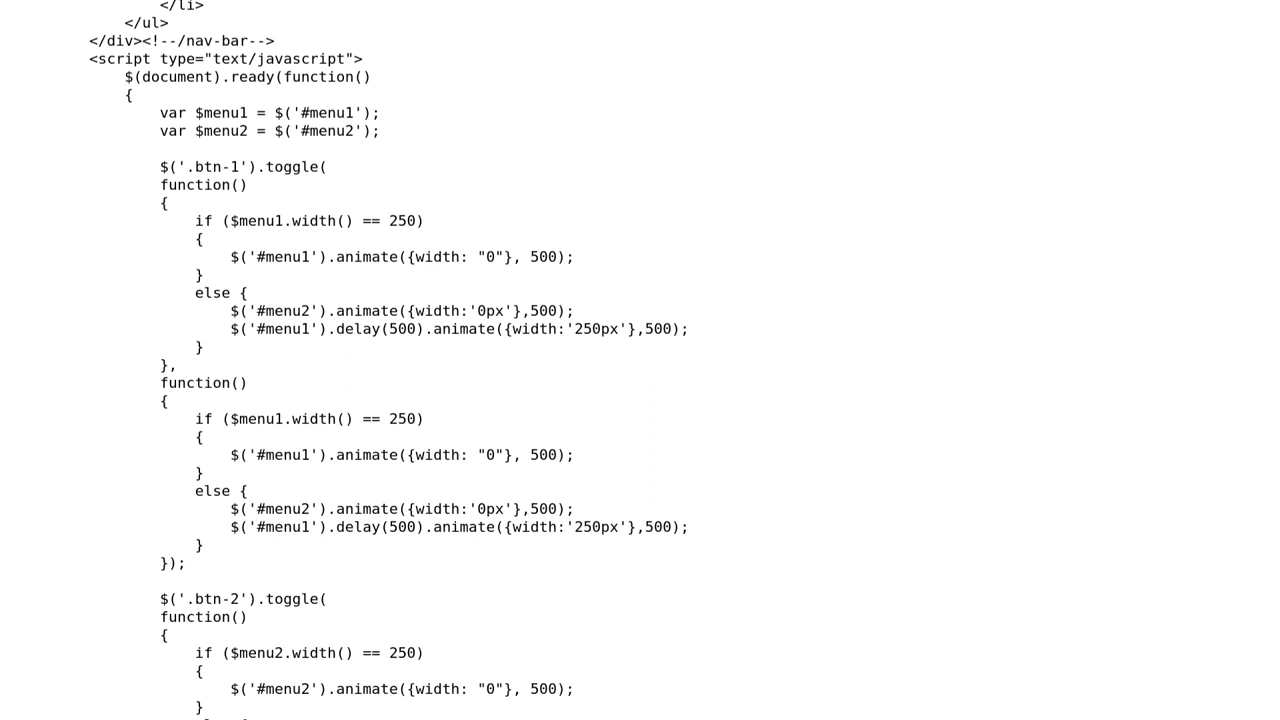 </li>
</ul>
</div><!--/nav-bar-->
<script type="text/javascript">
$(document).ready(function()
{
var $menu1 = $('#menu1');
var $menu2 = $('#menu2');
$('.btn-1').toggle(
function()
{
if ($menu1.width() == 250)
{
$('#menu1').animate({width: "0"}, 500);
}
else {
$('#menu2').animate({width:'0px'},500);
$('#menu1').delay(500).animate({width:'250px'},500);
}
},
function()
{
if ($menu1.width() == 250)
{
$('#menu1').animate({width: "0"}, 500);
}
else {
$('#menu2').animate({width:'0px'},500);
$('#menu1').delay(500).animate({width:'250px'},500);
}
});
$('.btn-2').toggle(
function()
{
if ($menu2.width() == 250)
{
$('#menu2').animate({width: "0"}, 500);
}